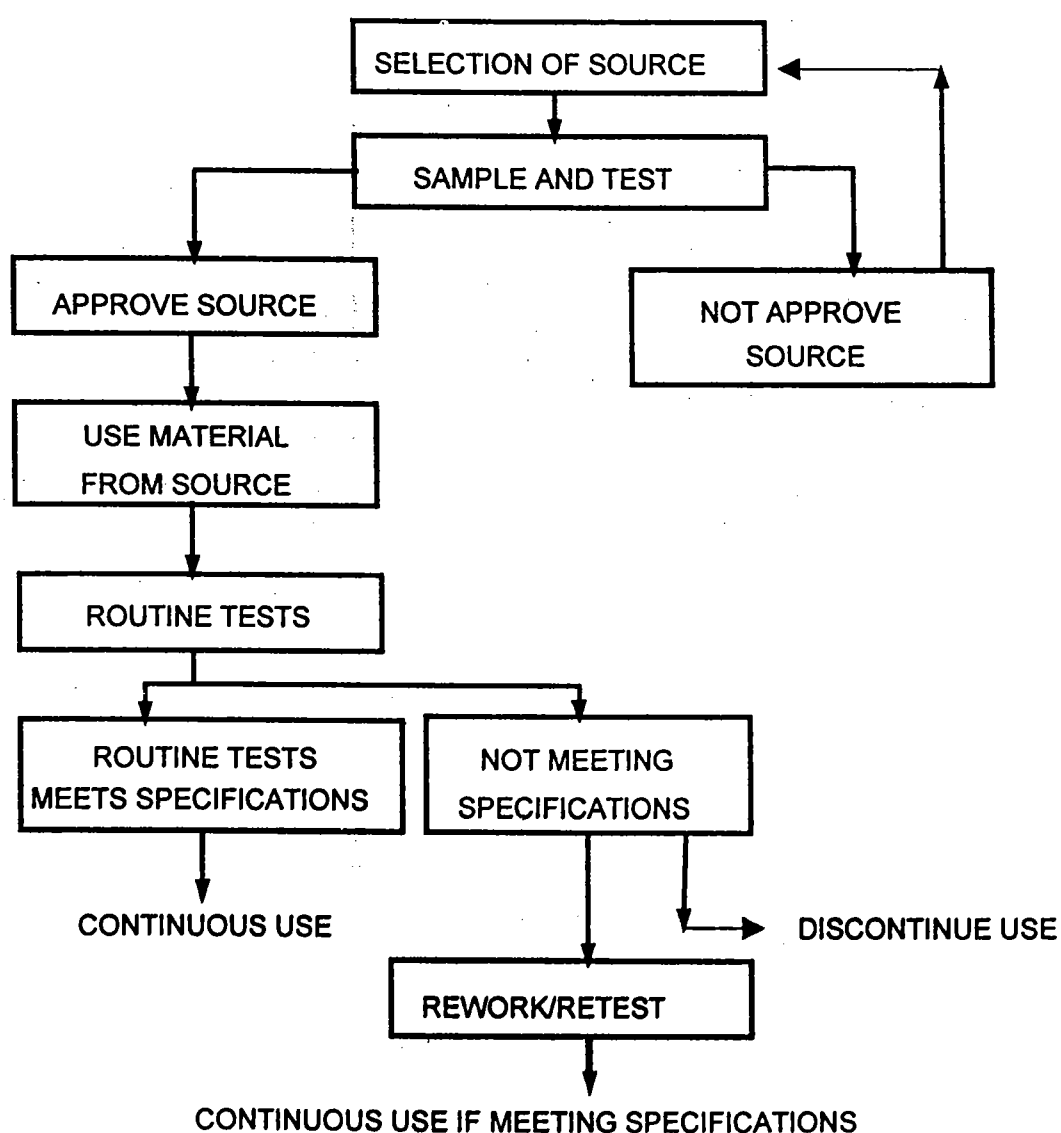 SELECTION OF SOURCE
SAMPLE AND TEST
APPROVE SOURCE
NOT APPROVE
SOURCE
USE MATERIAL
FROM SOURCE
ROUTINE TESTS
ROUTINE TESTS
MEETS SPECIFICATIONS
NOT MEETING
SPECIFICATIONS
CONTINUOUS USE
DISCONTINUE USE
REWORK/RETEST
CONTINUOUS USE IF MEETING SPECIFICATIONS